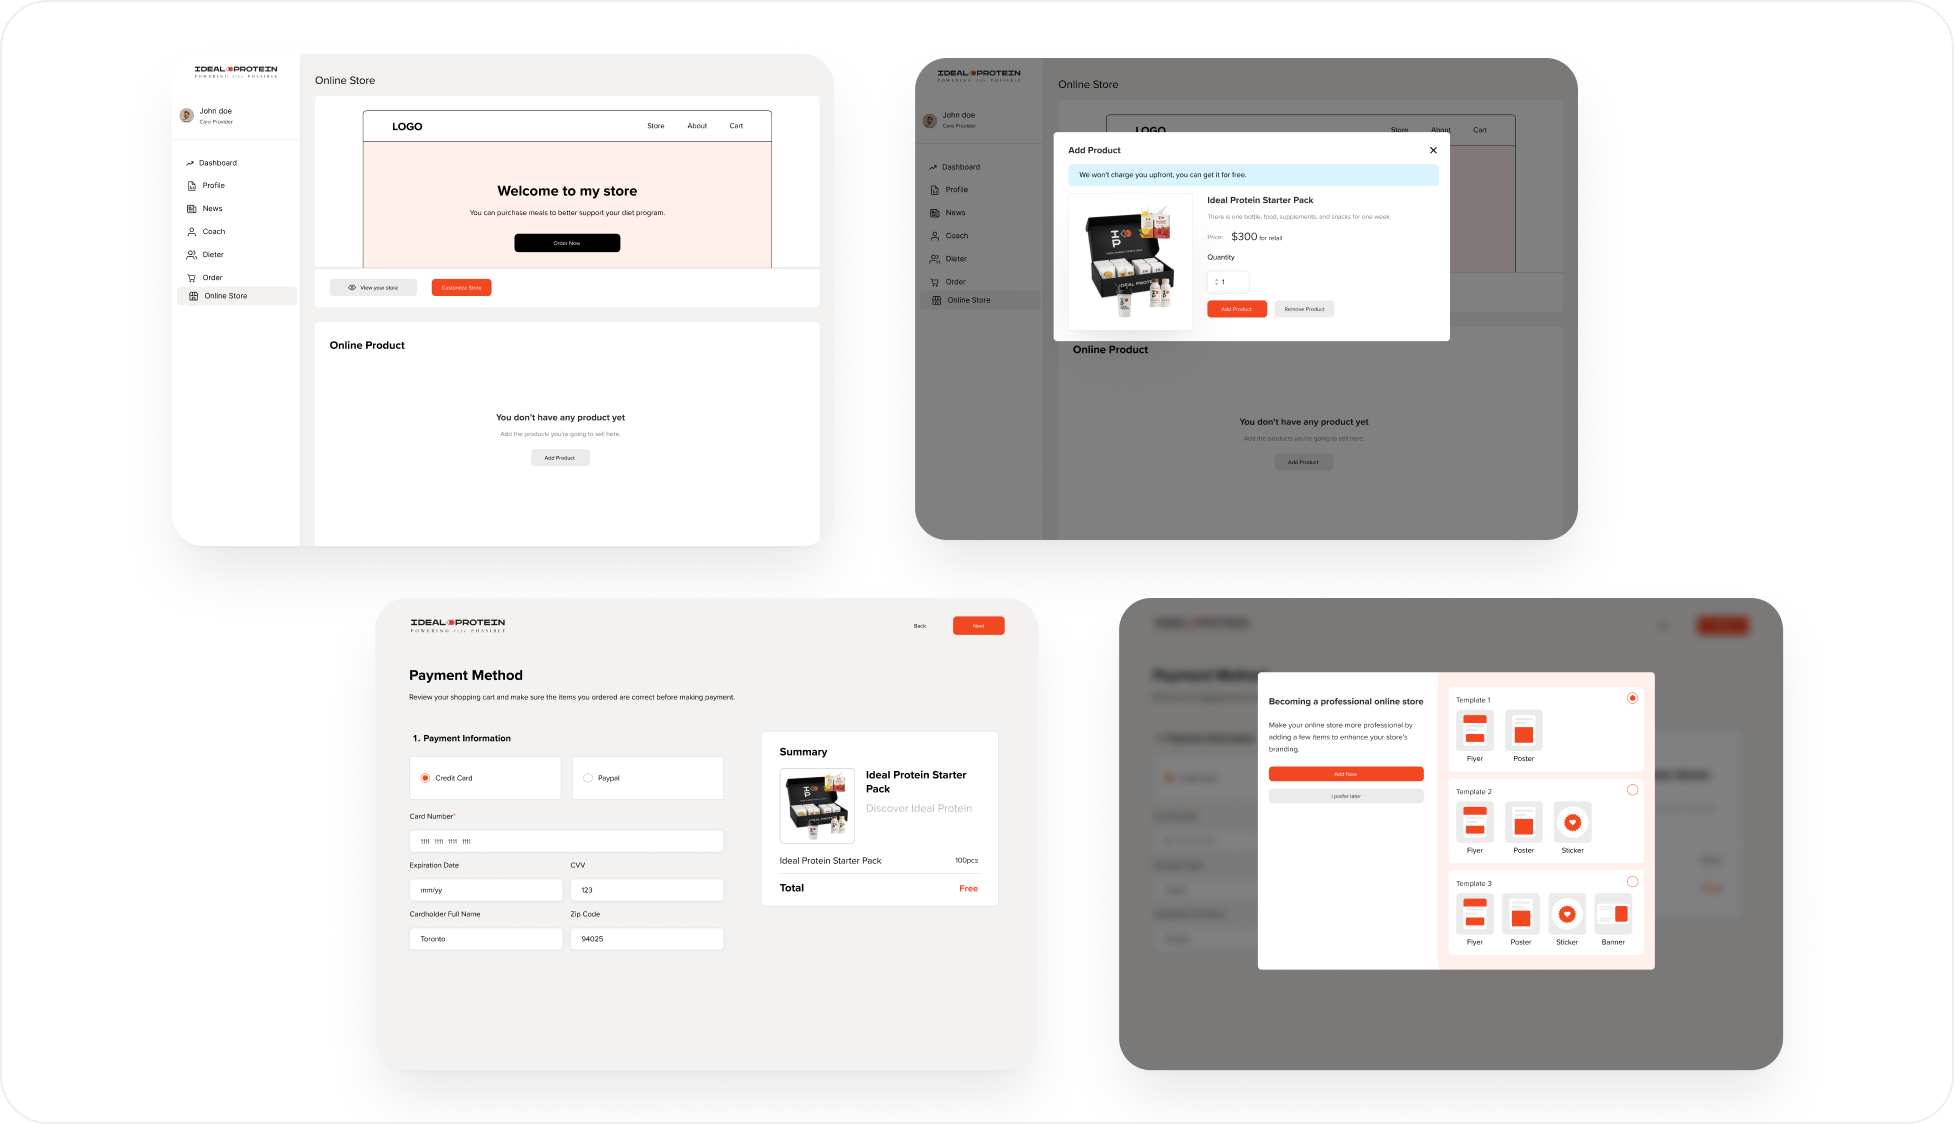 IDEAL PROTEIN
POWERING life POSSIBLE
John doe
Care Provider
Dashboard
Profile
News
Coach
Dieter
Order
Online Store
Online Store
LOGO
Store
About
Cart
Welcome to my store
You can purchase meals to better support your diet program.
Order Now
View your store
Customize Store
Online Product
You don't have any product yet
Add the products you're going to sell here.
Add Product
IDEAL PROTEIN
POWERING life POSSIBLE
John doe
Care Provider
Dashboard
Profile
News
Coach
Dieter
Order
Online Store
Online Store
LOGO
Store
About
Cart
Add Product
We won't charge you upfront, you can get it for free.
IP
IDEAL PROTEIN
Ideal Protein Starter Pack
There is one bottle, food, supplements, and snacks for one week.
Price: $300 for retail
Quantity
1
Add Product
Remove Product
Online Product
You don't have any product yet
Add the products you're going to sell here.
Add Product
IDEAL PROTEIN
POWERING life POSSIBLE
Back
Next
Payment Method
Review your shopping cart and make sure the items you ordered are correct before making payment.
1. Payment Information
Credit Card
Paypal
Card Number*
1111 1111 1111 1111
Expiration Date
CVV
mm/yy
123
Cardholder Full Name
Zip Code
Toronto
94025
Summary
IP
Ideal Protein Starter
Pack
Discover Ideal Protein
Ideal Protein Starter Pack
100pcs
Total
Free
Payment Method
Becoming a professional online store
Make your online store more professional by
adding a few items to enhance your store's
branding.
Add Now
I prefer later
Template 1
Flyer
Poster
Template 2
Flyer
Poster
Sticker
Template 3
Flyer
Poster
Sticker
Banner